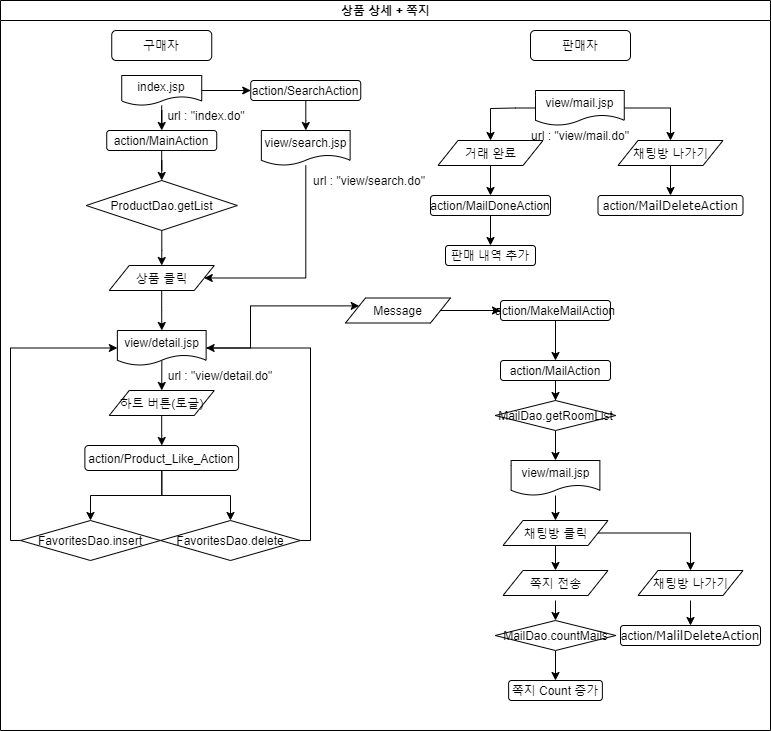 상품 상세 + 쪽지
구매자
판매자
index.jsp
action/SearchAction
url : "index.do"
action/MainAction
view/search.jsp
url : "view/search.do"
ProductDao.getList
상품 클릭
view/detail.jsp
url : "view/detail.do"
하트 버튼(토글)
action/Product_Like_Action
FavoritesDao.insert
FavoritesDao.delete
view/mail.jsp
url : "view/mail.do"
거래 완료
채팅방 나가기
action/MailDoneAction
action/MailDeleteAction
판매 내역 추가
Message
action/MakeMailAction
action/MailAction
MailDao.getRoomList
view/mail.jsp
채팅방 클릭
쪽지 전송
채팅방 나가기
MailDao.countMails
action/MalilDeleteAction
쪽지 Count 증가